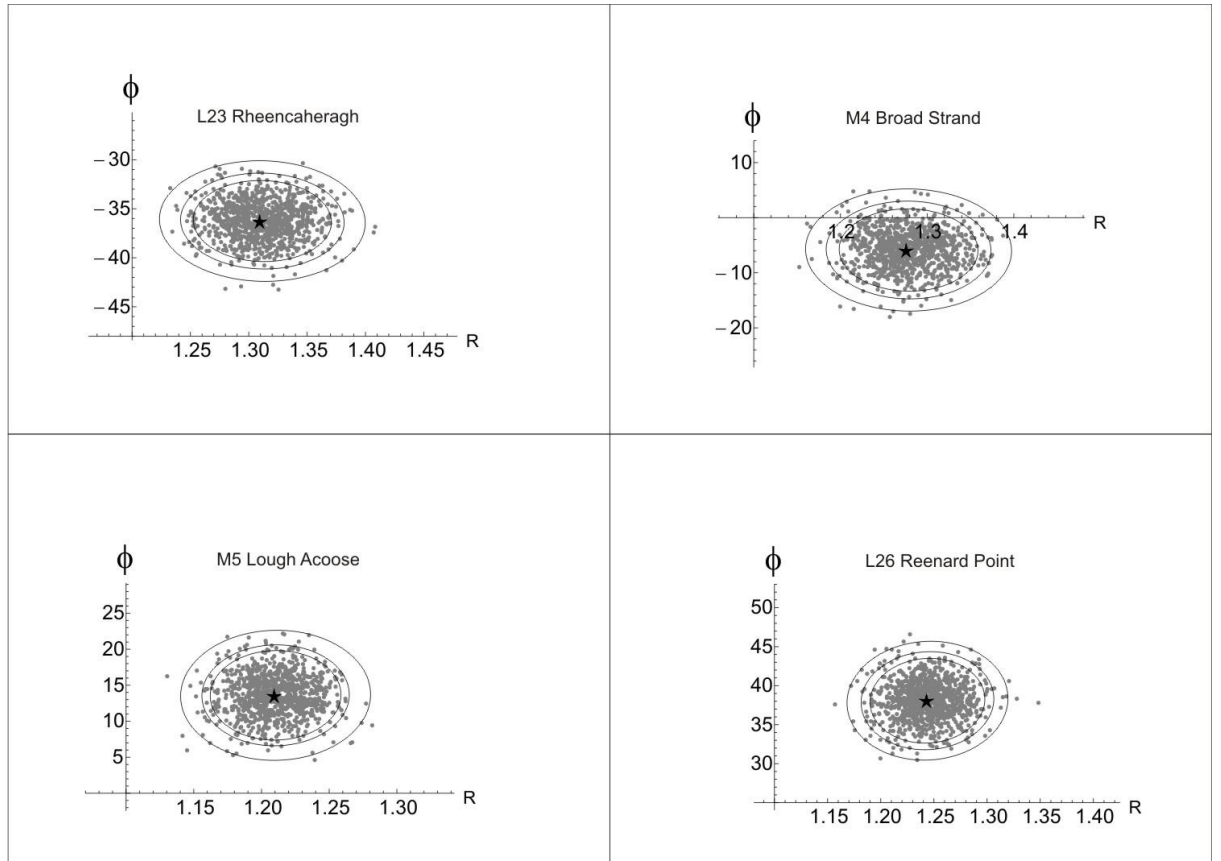 ϕ
L23 Rheencaheragh
−30
−35
−40
−45
1.25 1.30 1.35 1.40 1.45 R
ϕ
M4 Broad Strand
10
R
1.2 1.3 1.4
−10
−20
ϕ
M5 Lough Acoose
25
20
15
10
5
1.15 1.20 1.25 1.30 R
ϕ
L26 Reenard Point
50
45
40
35
30
1.15 1.20 1.25 1.30 1.35 1.40 R